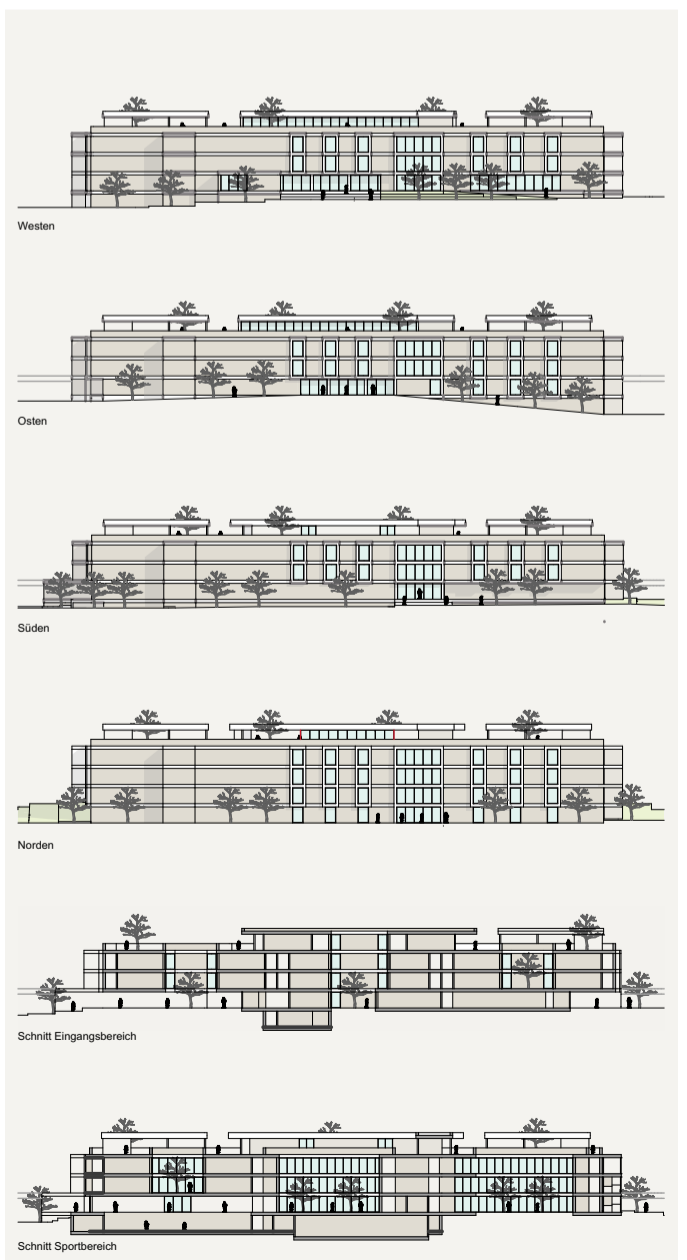 Westen
Osten
Süden
Norden
Schnitt Eingangsbereich
Schnitt Sportbereich